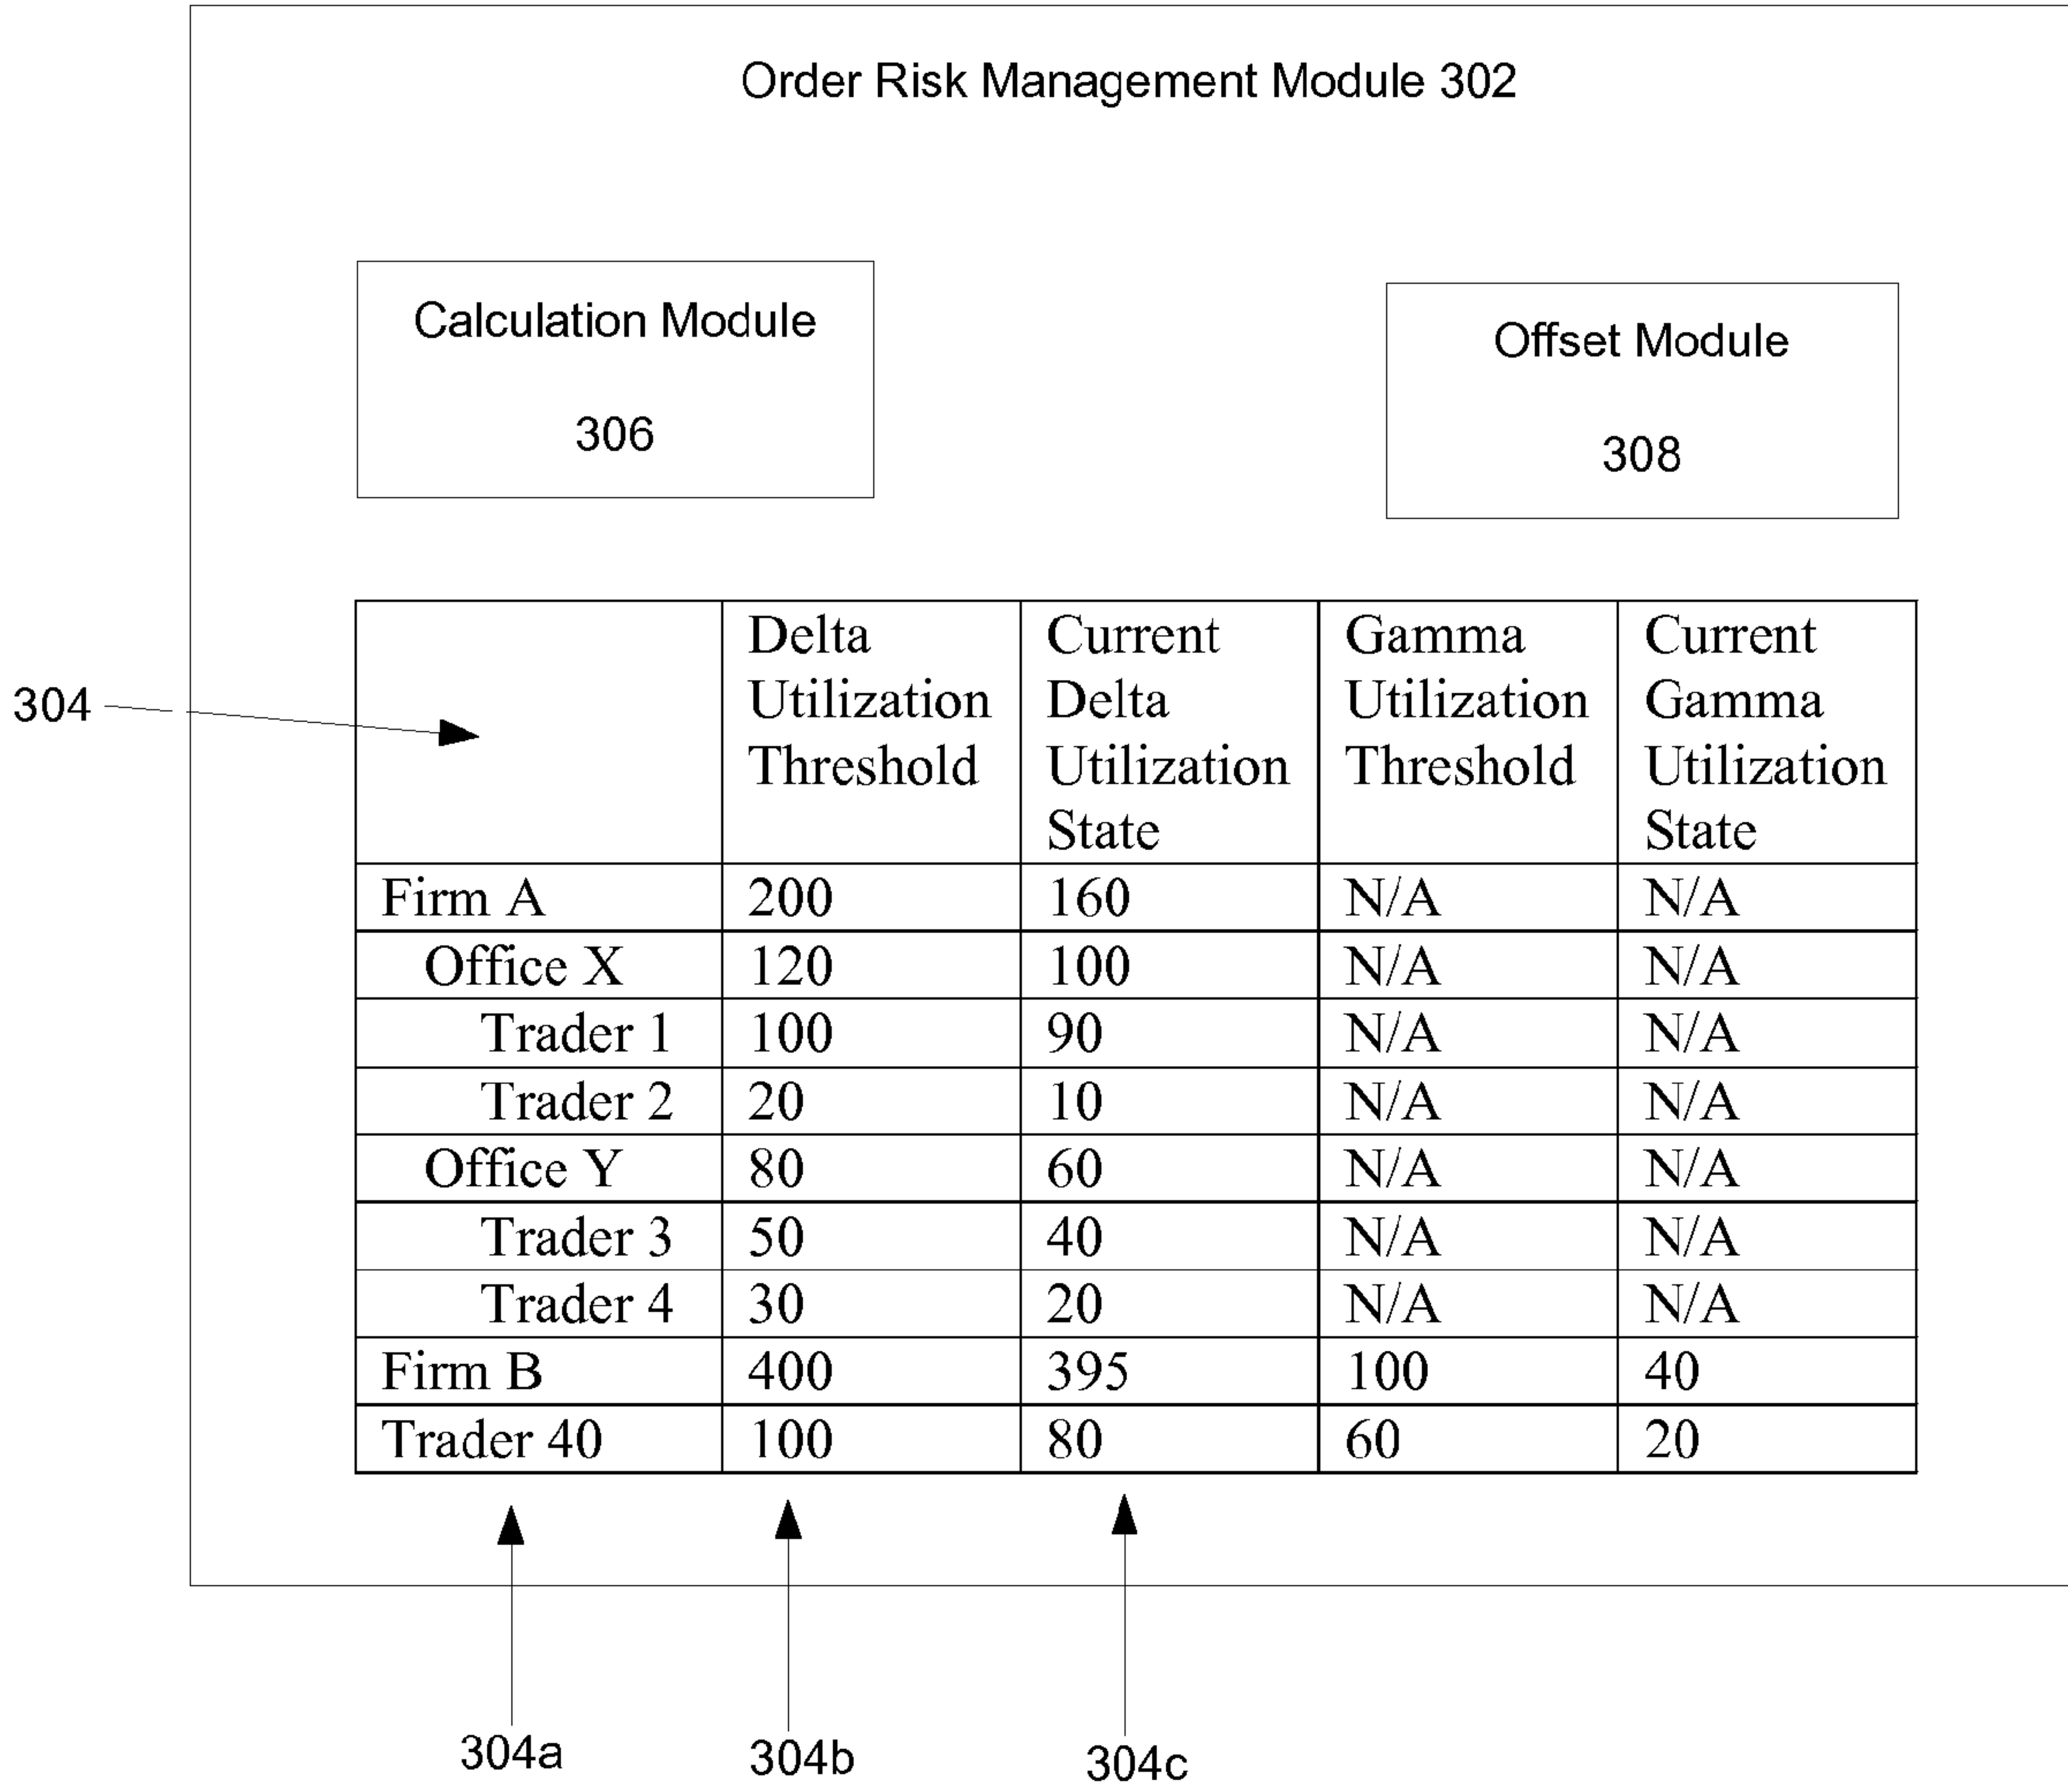 Order Risk Management Module 302
Calculation Module
306
Offset Module
308
304
Delta Utilization Threshold
Current Delta Utilization State
Gamma Utilization Threshold
Current Gamma Utilization State
Firm A 200 160 N/A N/A
Office X 120 100 N/A N/A
Trader 1 100 90 N/A N/A
Trader 2 20 10 N/A N/A
Office Y 80 60 N/A N/A
Trader 3 50 40 N/A N/A
Trader 4 30 20 N/A N/A
Firm B 400 395 100 40
Trader 40 100 80 60 20
304a 304b 304c